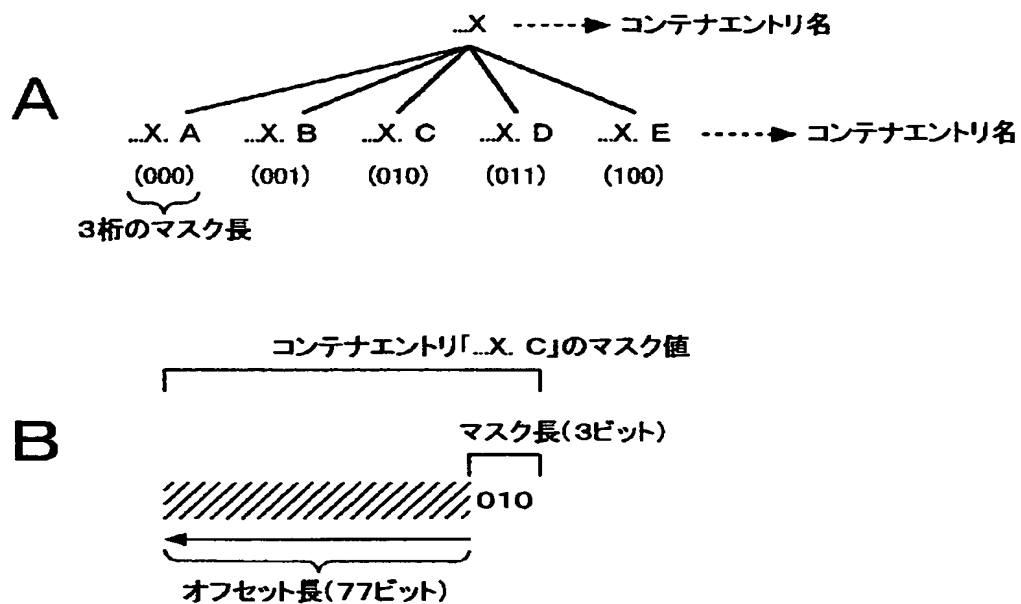 ...X コンテナエントリ名
A
...X. A ...X. B ...X. C ...X. D ...X. E コンテナエントリ名
(000) (001) (010) (011) (100)
3桁のマスク長
コンテナエントリ「...X. C」のマスク値
B
マスク長(3ビット)
010
オフセット長(77ビット)